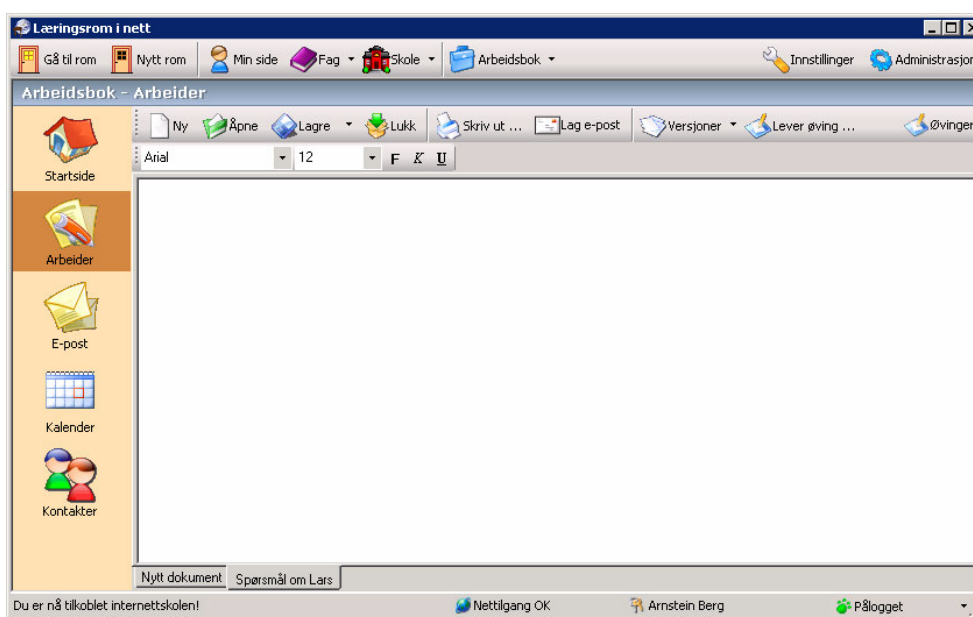 Læringsrom i nett
Gå til rom Nytt rom Min side Fag Skole Arbeidsbok Innstillinger Administrasjon
Arbeidsbok - Arbeider
Ny Åpne Lagre Lukk Skriv ut ... Lag e-post Versjoner Lever øving ... Øvinger
Arial 12 F K U
Startside
Arbeider
E-post
Kalender
Kontakter
Nytt dokument Spørsmål om Lars
Du er nå tilkoblet internettskolen! Nettilgang OK Arnstein Berg Pålogget